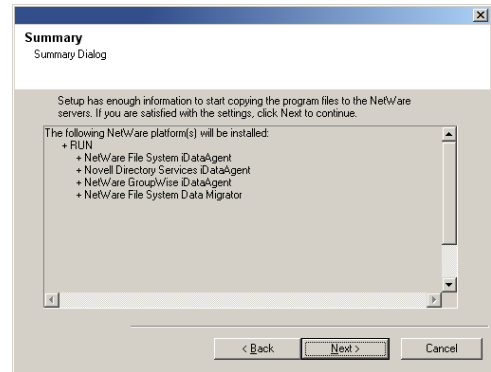 Summary
Summary Dialog
Setup has enough information to start copying the program files to the NetWare
servers. If you are satisfied with the settings, click Next to continue.
The following NetWare platform(s) will be installed:
+ RUN
+ NetWare File System iDataAgent
+ Novell Directory Services iDataAgent
+ NetWare GroupWise iDataAgent
+ NetWare File System Data Migrator
< Back
Next >
Cancel